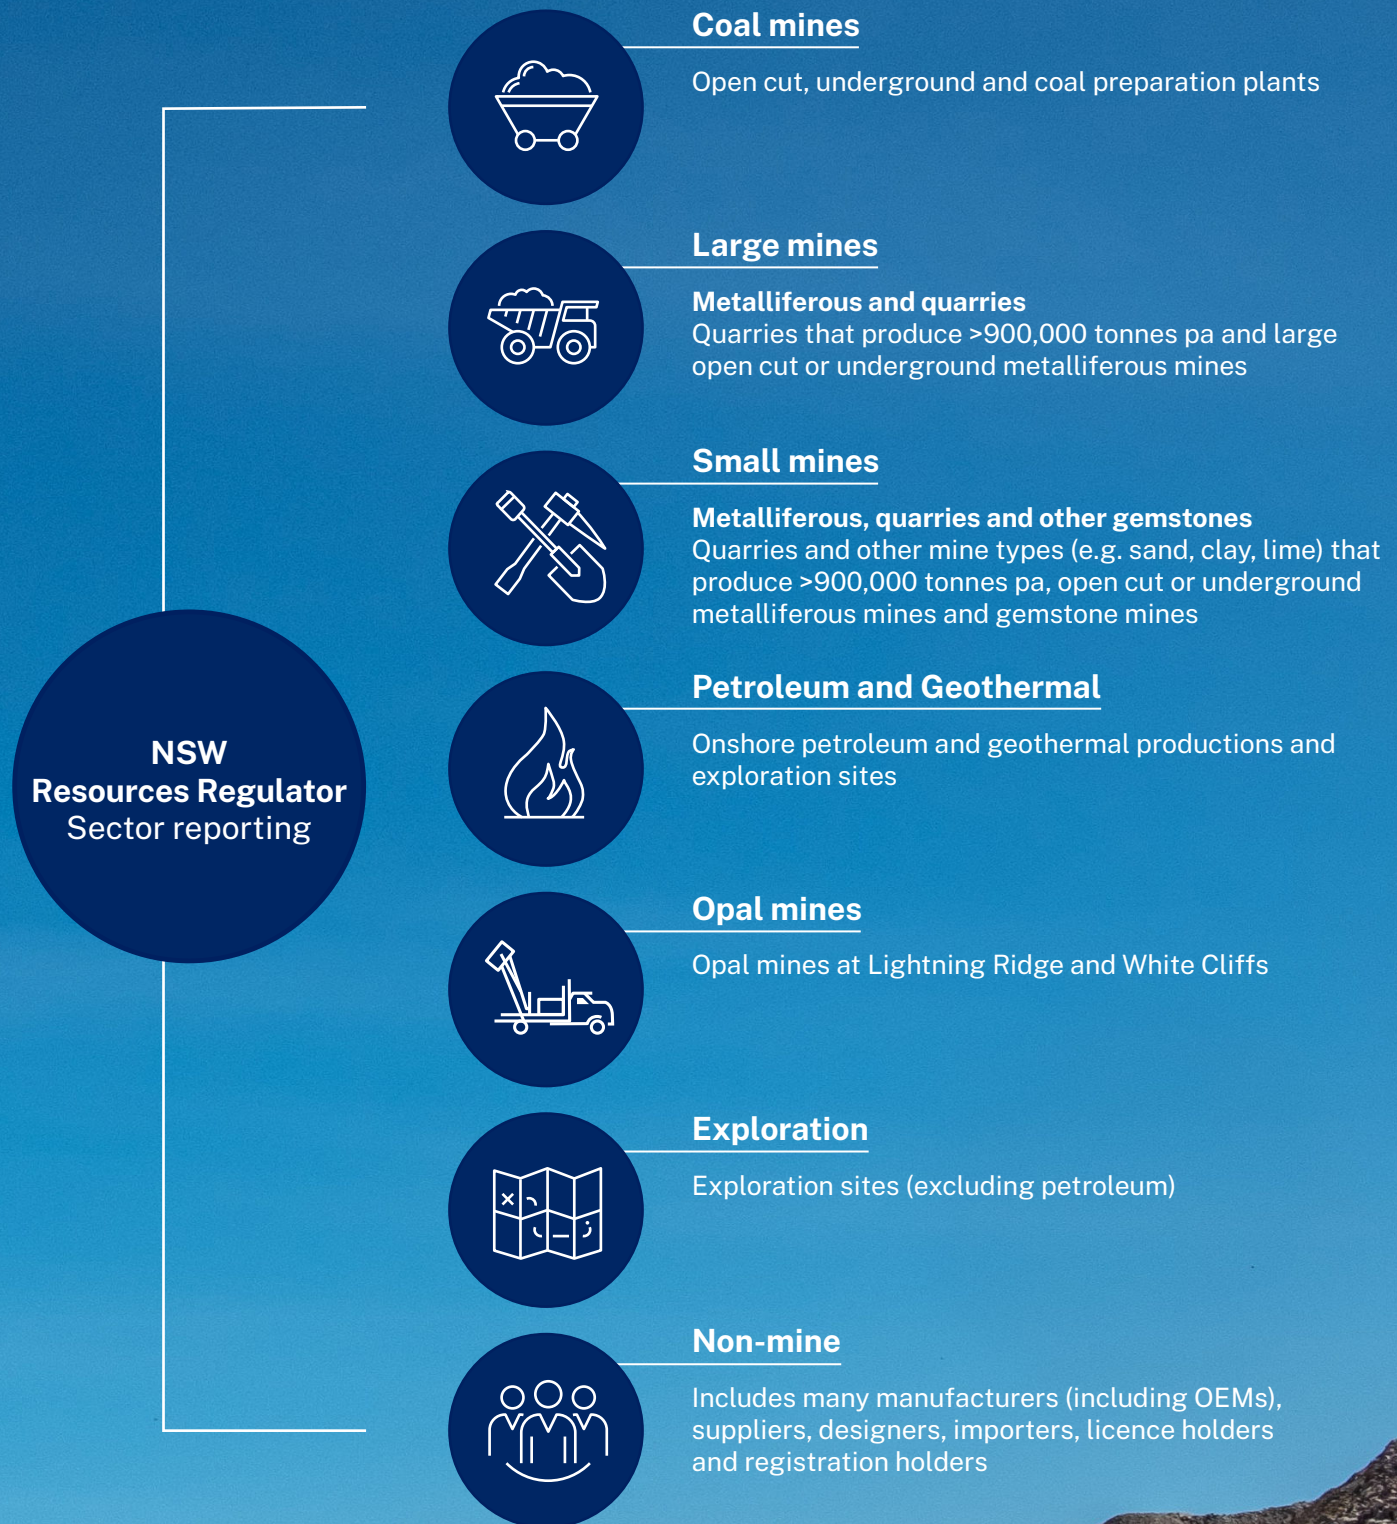 Coal mines
Open cut, underground and coal preparation plants
Large mines
Metalliferous and quarries
Quarries that produce >900,000 tonnes pa and large
open cut or underground metalliferous mines
Small mines
Metalliferous, quarries and other gemstones
Quarries and other mine types (e.g. sand, clay, lime) that
produce >900,000 tonnes pa, open cut or underground
metalliferous mines and gemstone mines
NSW
Resources Regulator
Sector reporting
Petroleum and Geothermal
Onshore petroleum and geothermal productions and
exploration sites
Opal mines
Opal mines at Lightning Ridge and White Cliffs
Exploration
Exploration sites (excluding petroleum)
Non-mine
Includes many manufacturers (including OEMs),
suppliers, designers, importers, licence holders
and registration holders